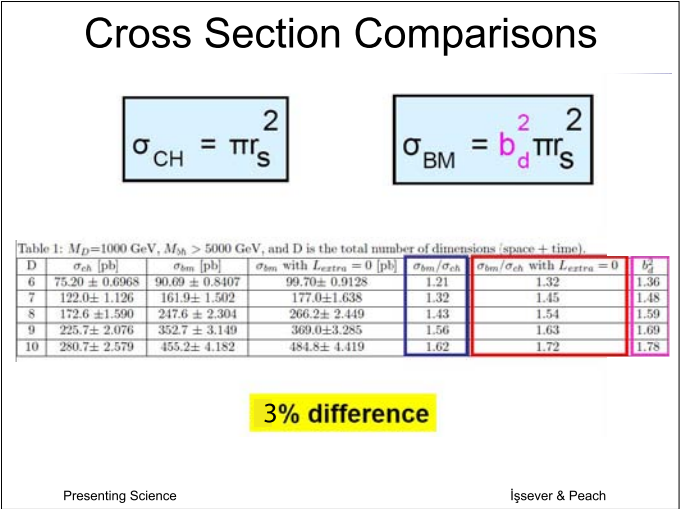 Cross Section Comparisons
σCH = πrs²
σBM = bd²πrs²
Table 1: MD=1000 GeV, M5h > 5000 GeV, and D is the total number of dimensions (space + time).
D σch [pb] σbm [pb] σbm with Lextra = 0 [pb] σbm/σch σbm/σch with Lextra = 0 bd²
6 75.20 ± 0.6968 90.69 ± 0.8407 99.70± 0.9128 1.21 1.32 1.36
7 122.0± 1.126 161.9± 1.502 177.0±1.638 1.32 1.45 1.48
8 172.6 ±1.590 247.6 ± 2.304 266.2± 2.449 1.43 1.54 1.59
9 225.7± 2.076 352.7 ± 3.149 369.0±3.285 1.56 1.63 1.69
10 280.7± 2.579 455.2± 4.182 484.8± 4.419 1.62 1.72 1.78
3% difference
Presenting Science
İşsever & Peach